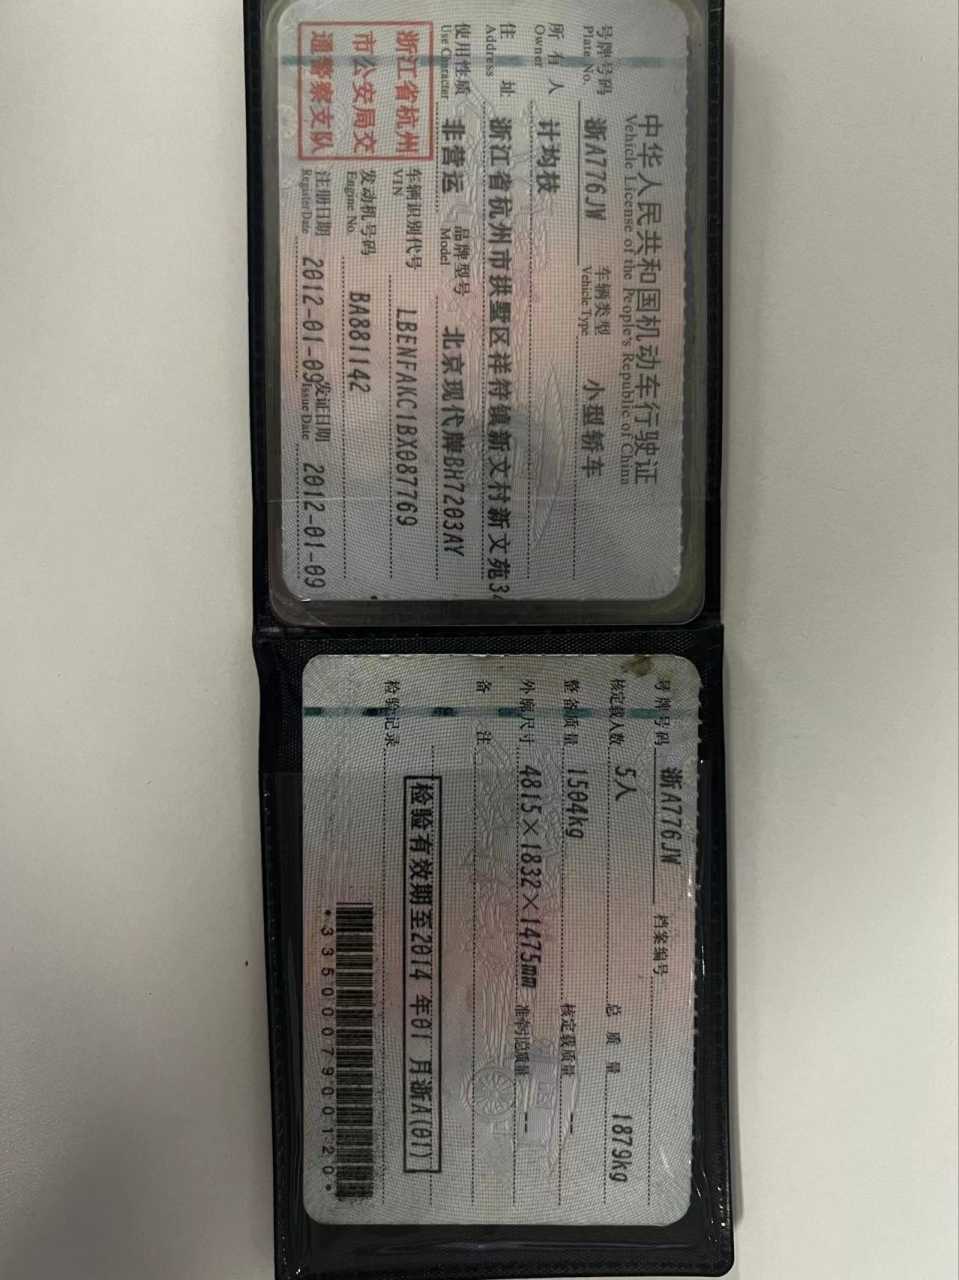 中华人民共和国机动车行驶证
Vehicle License of the People's Republic of China
号牌号码 浙A776JW 车辆类型 小型轿车
Plate No. Vehicle Type
所有人 计均枝
Owner
住址 浙江省杭州市拱墅区祥符镇新文村新文苑34
Address
使用性质 非营运 品牌型号 北京现代牌BH7203AY
Use Character Model
浙江省杭州
市公安局交
通警察支队
车辆识别代号 LBENFAKC1BX087769
VIN
发动机号码 BA881142
Engine No.
注册日期 2012-01-09 发证日期 2012-01-09
Register Date Issue Date
号牌号码 浙A776JW 档案编号
核定载人数 5人 总质量 1879kg
整备质量 1504kg 核定载质量 --
外廓尺寸 4815×1832×1475mm 准牵引总质量 --
备注
检验有效期至2014 年01 月浙A(01)
检验记录
*3350007900120*